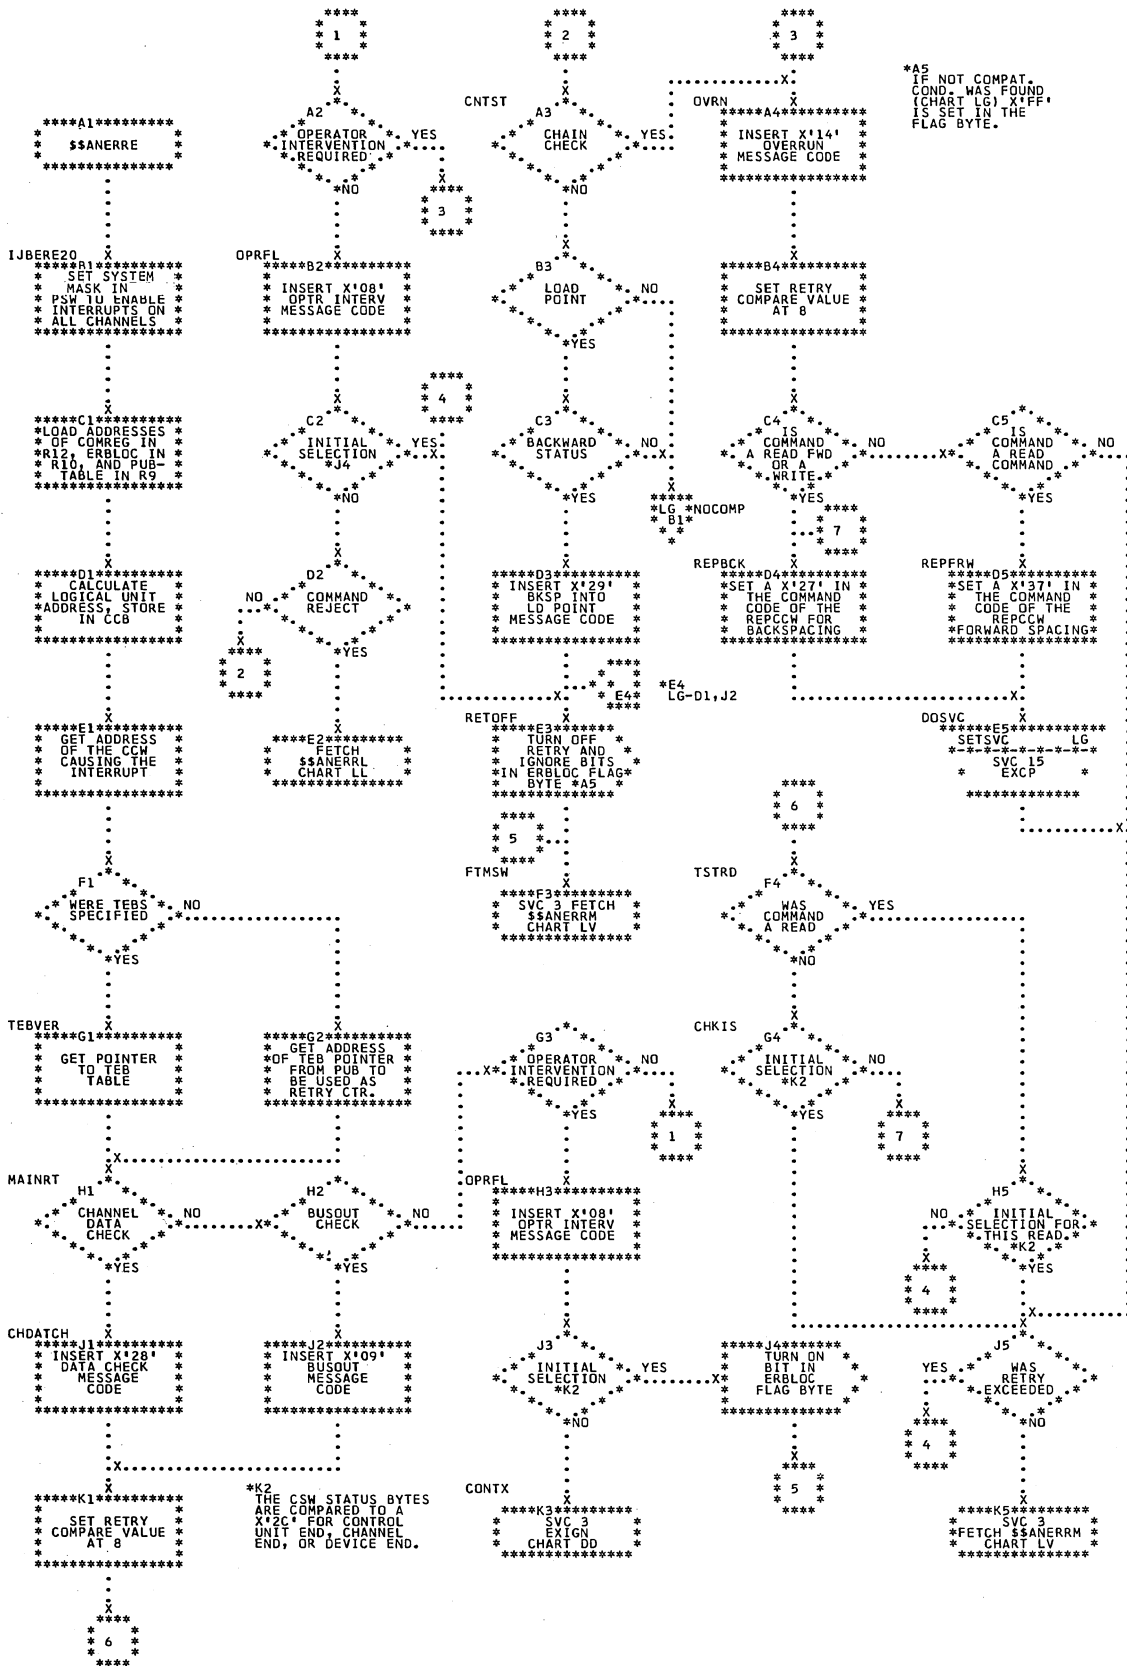 1
2
3
*A5
IF NOT COMPAT.
COND. WAS FOUND
(CHART LG) X'FF'
IS SET IN THE
FLAG BYTE.
A1
$$ANERRE
A2
OPERATOR
INTERVENTION
REQUIRED
YES
NO
3
CNTST
A3
CHAIN
CHECK
YES
NO
OVRN
A4
INSERT X'14'
OVERRUN
MESSAGE CODE
IJBERE20
B1
SET SYSTEM
MASK IN
PSW TO ENABLE
INTERRUPTS ON
ALL CHANNELS
OPRFL
B2
INSERT X'08'
OPTR INTERV
MESSAGE CODE
B3
LOAD
POINT
NO
YES
B4
SET RETRY
COMPARE VALUE
AT 8
4
C1
LOAD ADDRESSES
OF COMREG IN
R12, ERBLOC IN
R10, AND PUB-
TABLE IN R9
C2
INITIAL
SELECTION
*J4
YES
NO
C3
BACKWARD
STATUS
NO
YES
*LG *NOCOMP
B1
C4
IS
COMMAND
A READ FWD
OR A
WRITE
NO
YES
7
C5
IS
COMMAND
A READ
COMMAND
NO
YES
D1
CALCULATE
LOGICAL UNIT
ADDRESS, STORE
IN CCB
D2
COMMAND
REJECT
NO
YES
2
D3
INSERT X'29'
BKSP INTO
LD POINT
MESSAGE CODE
REPBCK
D4
SET A X'27' IN
THE COMMAND
CODE OF THE
REPCCW FOR
BACKSPACING
REPFRW
D5
SET A X'37' IN
THE COMMAND
CODE OF THE
REPCCW
FORWARD SPACING
E4
*E4
LG-D1,J2
E1
GET ADDRESS
OF THE CCW
CAUSING THE
INTERRUPT
E2
FETCH
$$ANERRL
CHART LL
RETOFF
E3
TURN OFF
RETRY AND
IGNORE BITS
IN ERBLOC FLAG
BYTE *A5
DOSVC
E5
SETSVC LG
SVC 15
EXCP
5
6
F1
WERE TEBS
SPECIFIED
NO
YES
FTMSW
F3
SVC 3 FETCH
$$ANERRM
CHART LV
TSTRD
F4
WAS
COMMAND
A READ
YES
NO
TEBVER
G1
GET POINTER
TO TEB
TABLE
G2
GET ADDRESS
OF TEB POINTER
FROM PUB TO
BE USED AS
RETRY CTR.
G3
OPERATOR
INTERVENTION
REQUIRED
NO
YES
1
CHKIS
G4
INITIAL
SELECTION
*K2
NO
YES
7
MAINRT
H1
CHANNEL
DATA
CHECK
NO
YES
H2
BUSOUT
CHECK
NO
YES
OPRFL
H3
INSERT X'08'
OPTR INTERV
MESSAGE CODE
H5
INITIAL
SELECTION FOR
THIS READ.
*K2
NO
YES
4
CHDATCH
J1
INSERT X'28'
DATA CHECK
MESSAGE
CODE
J2
INSERT X'09'
BUSOUT
MESSAGE
CODE
J3
INITIAL
SELECTION
*K2
YES
NO
J4
TURN ON
BIT IN
ERBLOC
FLAG BYTE
J5
WAS
RETRY
EXCEEDED
YES
NO
4
5
K1
SET RETRY
COMPARE VALUE
AT 8
*K2
THE CSW STATUS BYTES
ARE COMPARED TO A
X'2C' FOR CONTROL
UNIT END, CHANNEL
END, OR DEVICE END.
CONTX
K3
SVC 3
EXIGN
CHART DD
K5
SVC 3
FETCH $$ANERRM
CHART LV
6